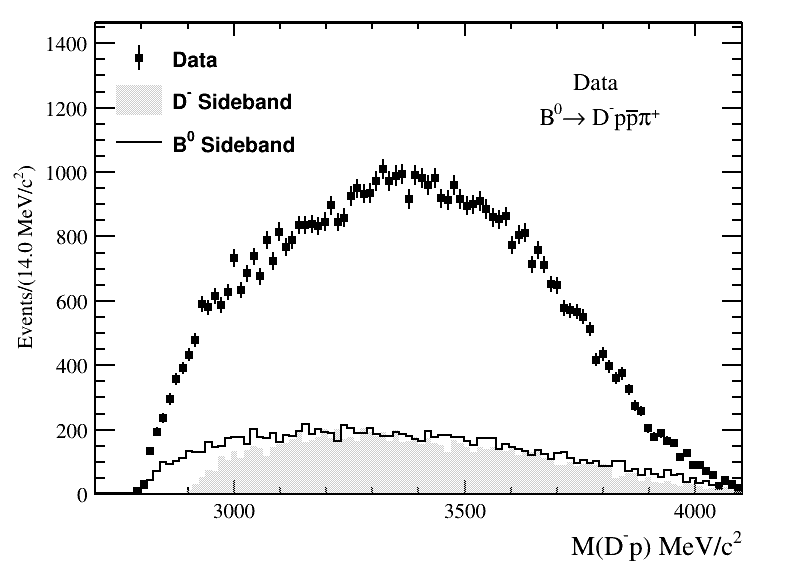 Data
D⁻ Sideband
B⁰ Sideband
Data
B⁰→ D⁻pp̅π⁺
Events/(14.0 MeV/c²)
1400
1200
1000
800
600
400
200
0
3000 3500 4000
M(D⁻p) MeV/c²